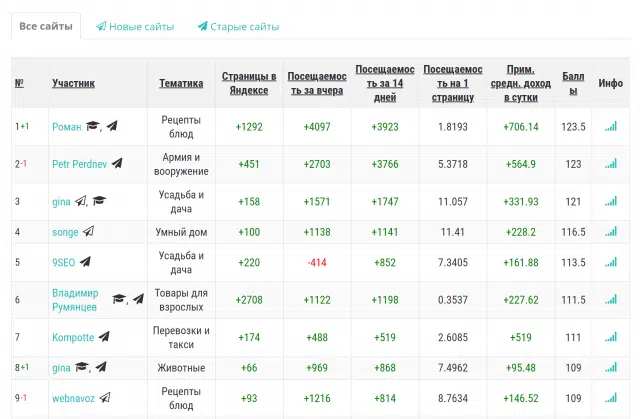 Все сайты Новые сайты Старые сайты
№ Участник Тематика Страницы в Яндексе Посещаемос ть за вчера Посещаемос ть за 14 дней Посещаемос ть на 1 страницу Прим. средн. доход в сутки Балл ы Инфо
1 +1 Роман , Рецепты блюд +1292 +4097 +3923 1.8193 +706.14 123.5
2 -1 Petr Perdnev Армия и вооружение +451 +2703 +3766 5.3718 +564.9 123
3 gina , Усадьба и дача +158 +1571 +1747 11.057 +331.93 121
4 songe Умный дом +100 +1138 +1141 11.41 +228.2 116.5
5 9SEO Усадьба и дача +220 -414 +852 7.3405 +161.88 113.5
6 Владимир Румянцев , Товары для взрослых +2708 +1122 +1198 0.3537 +227.62 111.5
7 Kompotte Перевозки и такси +174 +488 +519 2.6085 +519 111
8 +1 gina , Животные +66 +969 +868 7.4962 +95.48 109
9 -1 webnavoz Рецепты блюд +93 +1216 +814 8.7634 +146.52 109